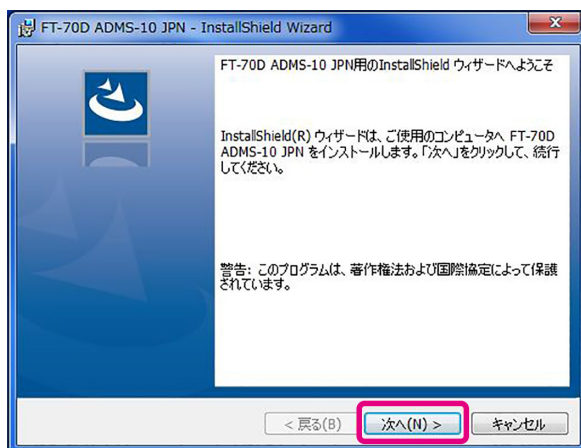 FT-70D ADMS-10 JPN - InstallShield Wizard
FT-70D ADMS-10 JPN用のInstallShield ウィザードへようこそ
InstallShield(R) ウィザードは、ご使用のコンピュータへ FT-70D
ADMS-10 JPN をインストールします。「次へ」をクリックして、続行
してください。
警告: このプログラムは、著作権法および国際協定によって保護
されています。
< 戻る(B)
次へ(N) >
キャンセル